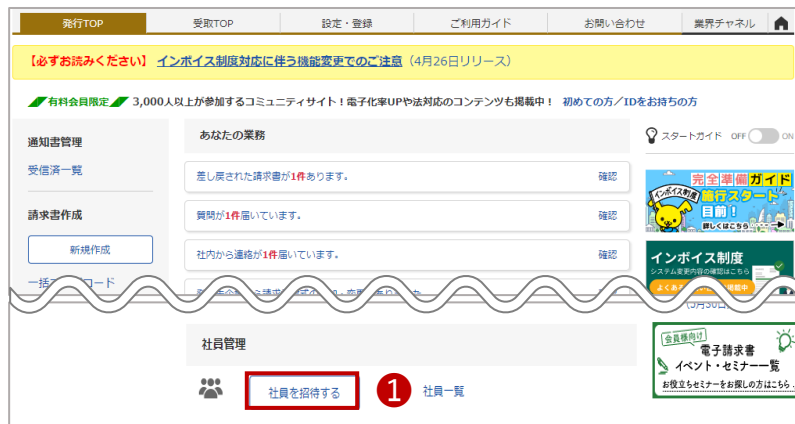 発行TOP
受取TOP
設定・登録
ご利用ガイド
お問い合わせ
業界チャネル
【必ずお読みください】 インボイス制度対応に伴う機能変更でのご注意 (4月26日リリース)
有料会員限定 3,000人以上が参加するコミュニティサイト！電子化率UPや法対応のコンテンツも掲載中！ 初めての方／IDをお持ちの方
通知書管理
受信済一覧
請求書作成
新規作成
あなたの業務
差し戻された請求書が1件あります。
確認
質問が1件届いています。
確認
社内から連絡が1件届いています。
確認
スタートガイド OFF ON
完全準備ガイド
インボイス制度
施行スタート
目前！
詳しくはこちら
インボイス制度
システム変更内容の確認はこちら
(5月30日
社員管理
社員を招待する
1
社員一覧
会員様向け
電子請求書
イベント・セミナー一覧
お役立ちセミナーをお探しの方はこちら